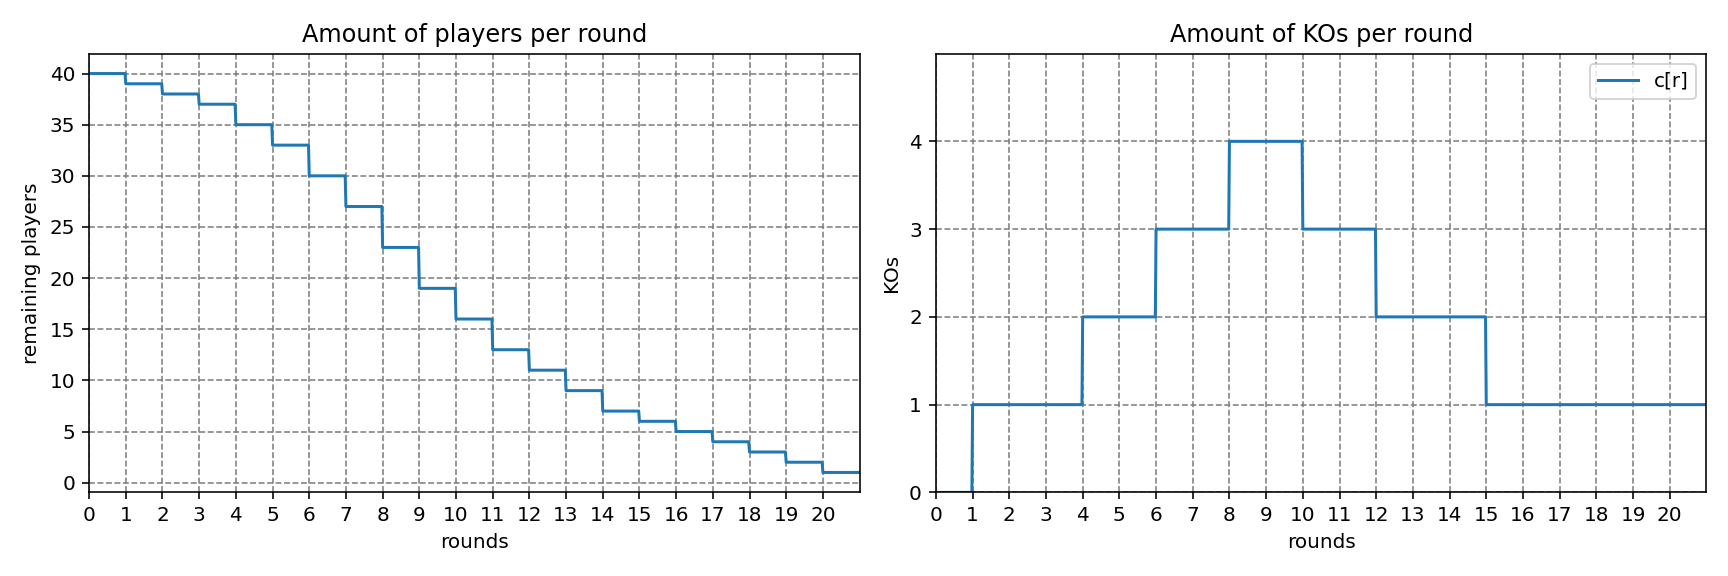 Amount of players per round
40
35
30
25
20
15
10
5
0
remaining players
0 1 2 3 4 5 6 7 8 9 10 11 12 13 14 15 16 17 18 19 20
rounds
Amount of KOs per round
c[r]
4
3
2
1
0
KOs
0 1 2 3 4 5 6 7 8 9 10 11 12 13 14 15 16 17 18 19 20
rounds